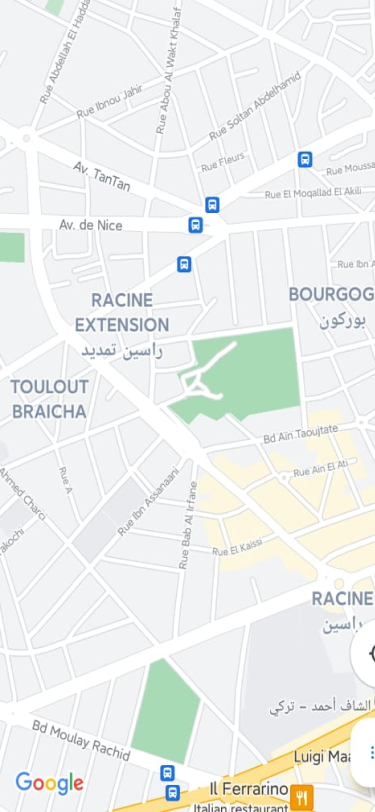 Rue Abdellah El Hadda
Rue Abou Al Wakt Khalaf
Rue Ibnou Jahir
Rue Soltan Abdelhamid
Rue Fleurs
Rue Moussa
Av. TanTan
Rue El Moqallad El Akili
Av. de Nice
Rue Ibn A
RACINE
EXTENSION
راسين تمديد
BOURGOG
بوركون
TOULOUT
BRAICHA
Bd Aïn Taoujtate
Rue Ain El Ati
Rue A
Ahmed Charci
akochi
Rue Ibn Assanaani
Rue Bab Al Irfane
Rue El Kaissi
RACINE
راسين
الشاف أحمد - تركي
Bd Moulay Rachid
Luigi Maa
Google
Il Ferrarino
Italian restaurant